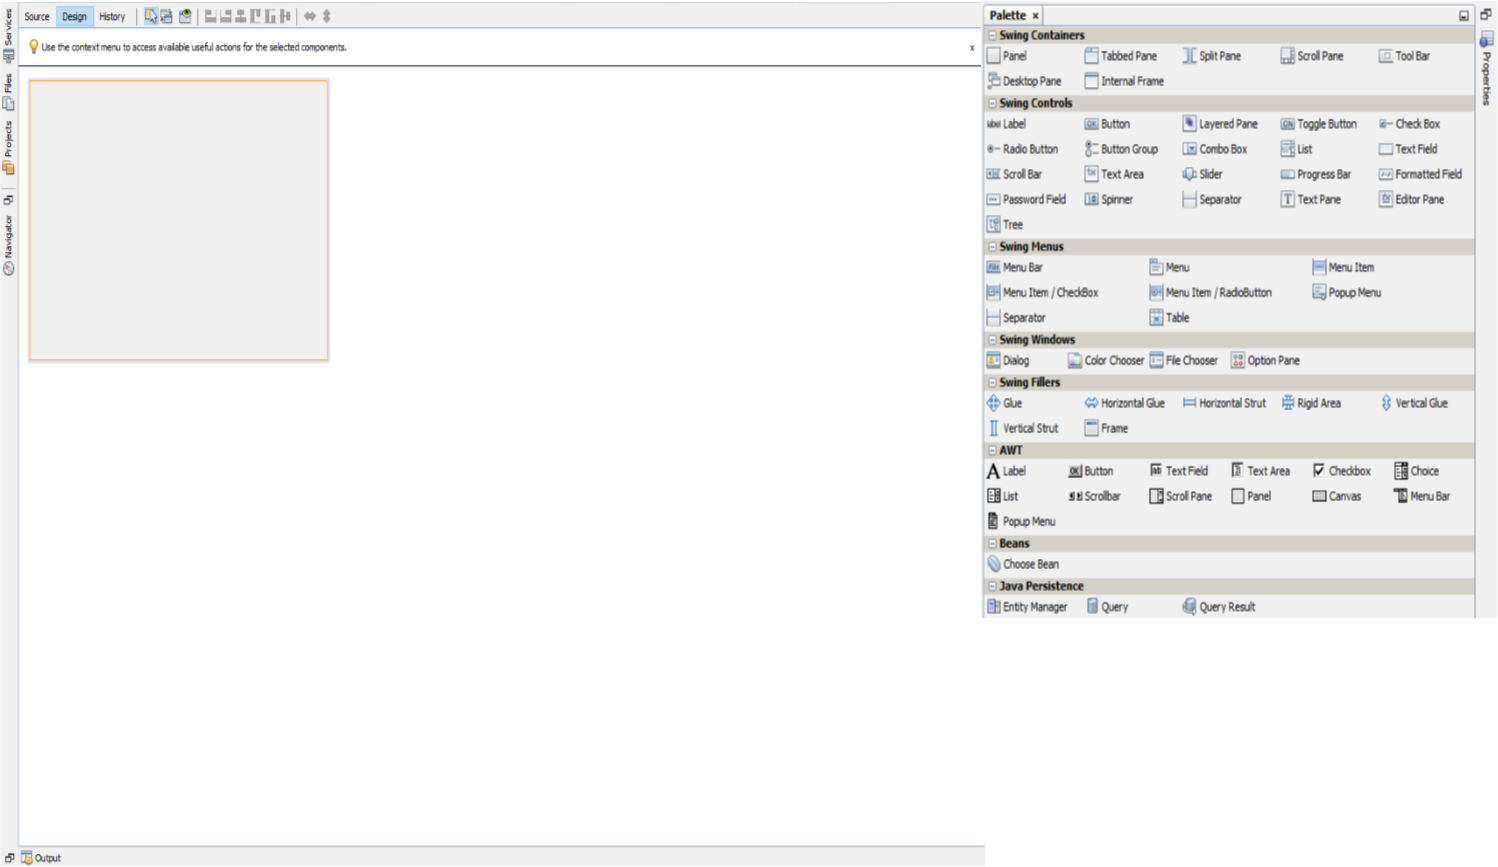 Source Design History
Use the context menu to access available useful actions for the selected components.
x
Services
Files
Projects
Navigator
Output
Palette x
Swing Containers
Panel Tabbed Pane Split Pane Scroll Pane Tool Bar
Desktop Pane Internal Frame
Swing Controls
label Label OK Button Layered Pane ON Toggle Button Check Box
Radio Button Button Group Combo Box List Text Field
Scroll Bar Text Area Slider Progress Bar Formatted Field
Password Field Spinner Separator T Text Pane Editor Pane
Tree
Swing Menus
File Menu Bar Menu Menu Item
Menu Item / CheckBox Menu Item / RadioButton Popup Menu
Separator Table
Swing Windows
Dialog Color Chooser File Chooser Option Pane
Swing Fillers
Glue Horizontal Glue Horizontal Strut Rigid Area Vertical Glue
Vertical Strut Frame
AWT
A Label OK Button ab Text Field Text Area Checkbox Choice
List Scrollbar Scroll Pane Panel Canvas Menu Bar
Popup Menu
Beans
Choose Bean
Java Persistence
Entity Manager Query Query Result
Properties